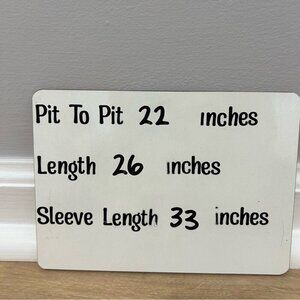 Pit To Pit 22 inches
Length 26 inches
Sleeve Length 33 inches